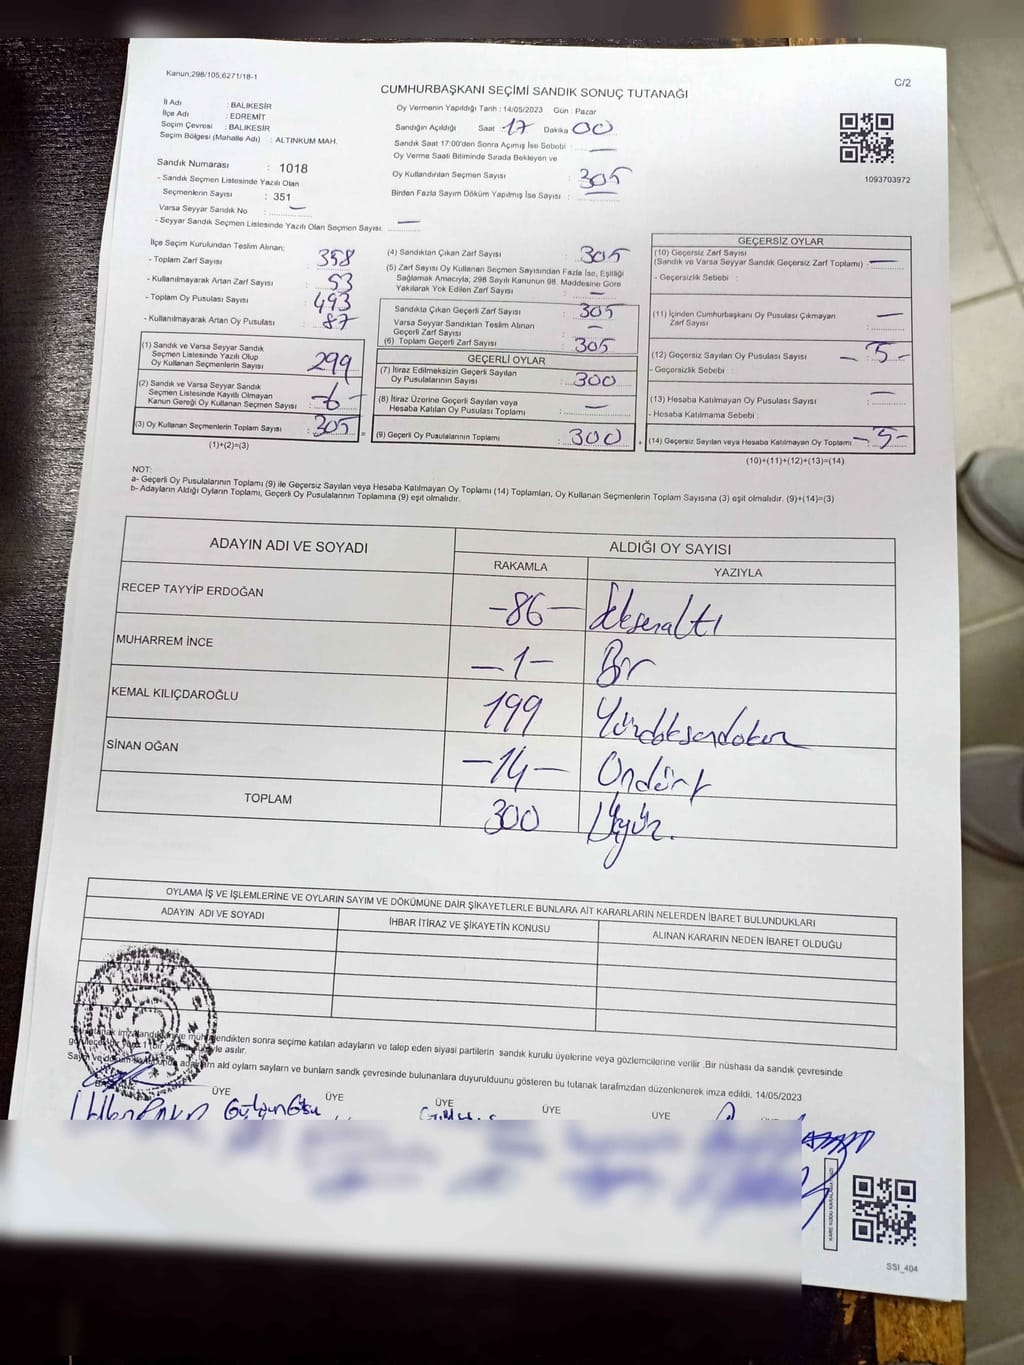 Kanun;298/105,6271/18-1
C/2
CUMHURBAŞKANI SEÇİMİ SANDIK SONUÇ TUTANAĞI
İl Adı : BALIKESİR
İlçe Adı : EDREMIT
Seçim Çevresi : BALIKESİR
Seçim Bölgesi (Mahalle Adı) : ALTINKUM MAH.
Sandık Numarası : 1018
- Sandık Seçmen Listesinde Yazılı Olan
Seçmenlerin Sayısı : 351
Varsa Seyyar Sandık No : —
- Seyyar Sandık Seçmen Listesinde Yazılı Olan Seçmen Sayısı: —
Oy Vermenin Yapıldığı Tarih : 14/05/2023 Gün : Pazar
Sandığın Açıldığı Saat : 17 Dakika 00
Sandık Saat 17:00'den Sonra Açımış İse Sebebi : —
Oy Verme Saati Bitiminde Sırada Bekleyen ve
Oy Kullandırılan Seçmen Sayısı : 305
Birden Fazla Sayım Döküm Yapılmış İse Sayısı : —
1093703972
İlçe Seçim Kurulundan Teslim Alınan;
- Toplam Zarf Sayısı : 358
- Kullanılmayarak Artan Zarf Sayısı : 53
- Toplam Oy Pusulası Sayısı : 493
- Kullanılmayarak Artan Oy Pusulası : 87
(1) Sandık ve Varsa Seyyar Sandık
Seçmen Listesinde Yazılı Olup
Oy Kullanan Seçmenlerin Sayısı : 299
(2) Sandık ve Varsa Seyyar Sandık
Seçmen Listesinde Kayıtlı Olmayan
Kanun Gereği Oy Kullanan Seçmen Sayısı : -6-
(3) Oy Kullanan Seçmenlerin Toplam Sayısı : 305
(1)+(2)=(3)
(4) Sandıktan Çıkan Zarf Sayısı : 305
(5) Zarf Sayısı Oy Kullanan Seçmen Sayısından Fazla İse, Eşitliği
Sağlamak Amacıyla; 298 Sayılı Kanunun 98. Maddesine Göre
Yakılarak Yok Edilen Zarf Sayısı : —
Sandıkta Çıkan Geçerli Zarf Sayısı : 305
Varsa Seyyar Sandıktan Teslim Alınan
Geçerli Zarf Sayısı : —
(6) Toplam Geçerli Zarf Sayısı : 305
GEÇERLİ OYLAR
(7) İtiraz Edilmeksizin Geçerli Sayılan
Oy Pusulalarının Sayısı : 300
(8) İtiraz Üzerine Geçerli Sayılan veya
Hesaba Katılan Oy Pusulası Toplamı : —
(9) Geçerli Oy Pusulalarının Toplamı : 300
GEÇERSİZ OYLAR
(10) Geçersiz Zarf Sayısı
(Sandık ve Varsa Seyyar Sandık Geçersiz Zarf Toplamı) : —
- Geçersizlik Sebebi :
(11) İçinden Cumhurbaşkanı Oy Pusulası Çıkmayan
Zarf Sayısı : —
(12) Geçersiz Sayılan Oy Pusulası Sayısı : — 5 -
- Geçersizlik Sebebi :
(13) Hesaba Katılmayan Oy Pusulası Sayısı : —
- Hesaba Katılmama Sebebi :
(14) Geçersiz Sayılan veya Hesaba Katılmayan Oy Toplamı : — 5 -
(10)+(11)+(12)+(13)=(14)
NOT:
a- Geçerli Oy Pusulalarının Toplamı (9) ile Geçersiz Sayılan veya Hesaba Katılmayan Oy Toplamı (14) Toplamları, Oy Kullanan Seçmenlerin Toplam Sayısına (3) eşit olmalıdır. (9)+(14)=(3)
b- Adayların Aldığı Oyların Toplamı, Geçerli Oy Pusulalarının Toplamına (9) eşit olmalıdır.
ADAYIN ADI VE SOYADI
ALDIĞI OY SAYISI
RAKAMLA YAZIYLA
RECEP TAYYİP ERDOĞAN -86- Seksenaltı
MUHARREM İNCE -1- Bir
KEMAL KILIÇDAROĞLU 199 Yüzdoksandokuz
SİNAN OĞAN -14- Ondört
TOPLAM 300 Üçyüz.
OYLAMA İŞ VE İŞLEMLERİNE VE OYLARIN SAYIM VE DÖKÜMÜNE DAİR ŞİKAYETLERLE BUNLARA AİT KARARLARIN NELERDEN İBARET BULUNDUKLARI
ADAYIN ADI VE SOYADI İHBAR İTİRAZ VE ŞİKAYETİN KONUSU ALINAN KARARIN NEDEN İBARET OLDUĞU
dikten sonra seçime katılan adayların ve talep eden siyasi partilerin sandık kurulu üyelerine veya gözlemcilerine verilir .Bir nüshası da sandık çevresinde
asılır.
oyların sayıları ve bunların sandık çevresinde bulunanlara duyurulduunu gösteren bu tutanak tarafımızdan düzenlenerek imza edildi. 14/05/2023
ÜYE ÜYE ÜYE ÜYE ÜYE
SSI_404